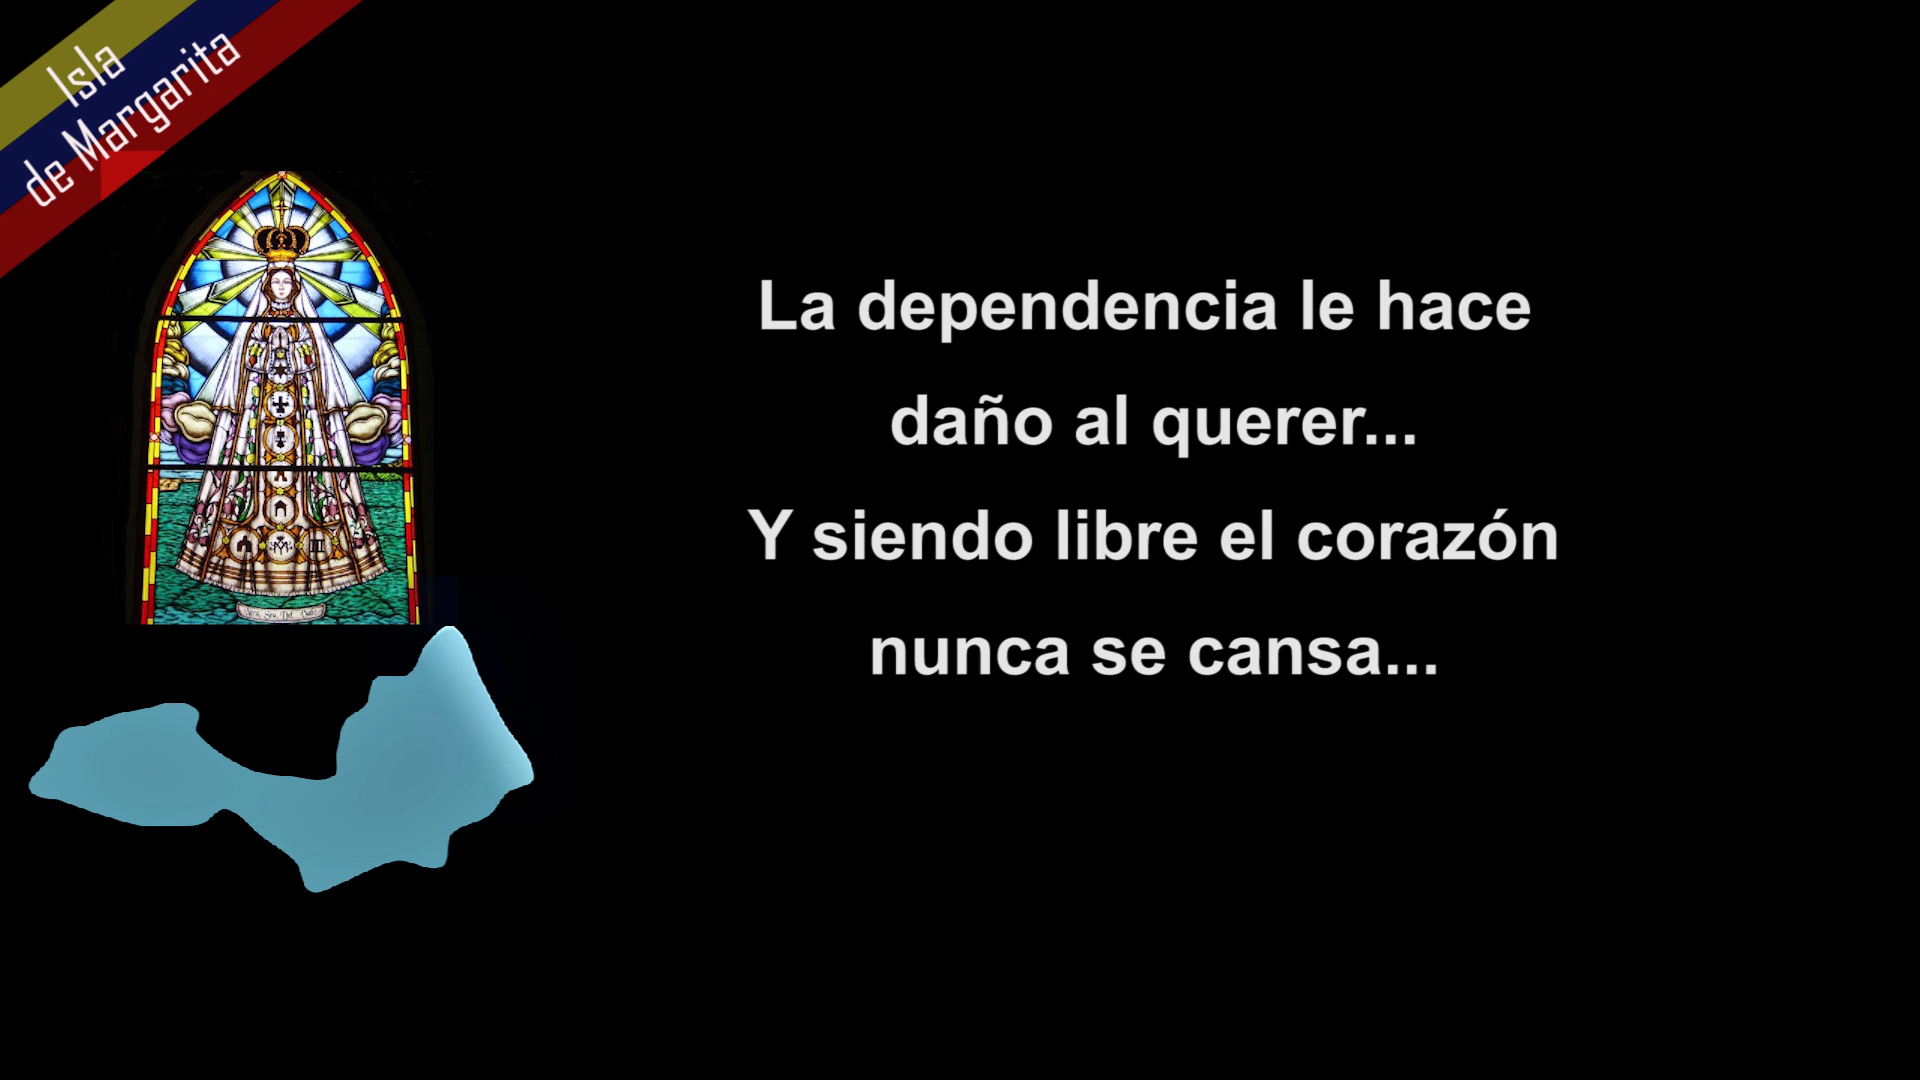 Isla
de Margarita
La dependencia le hace
daño al querer...
Y siendo libre el corazón
nunca se cansa...